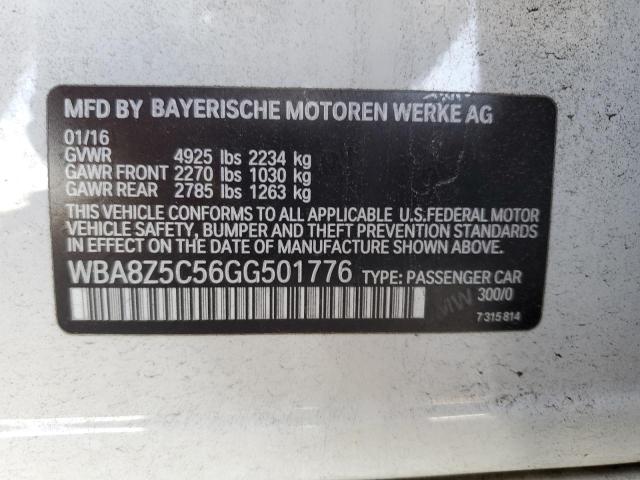 MFD BY BAYERISCHE MOTOREN WERKE AG
01/16
GVWR 4925 lbs 2234 kg
GAWR FRONT 2270 lbs 1030 kg
GAWR REAR 2785 lbs 1263 kg
THIS VEHICLE CONFORMS TO ALL APPLICABLE U.S.FEDERAL MOTOR
VEHICLE SAFETY, BUMPER AND THEFT PREVENTION STANDARDS IN
EFFECT ON THE DATE OF MANUFACTURE SHOWN ABOVE.
WBA8Z5C56GG501776 TYPE: PASSENGER CAR
300/0
7 315 814